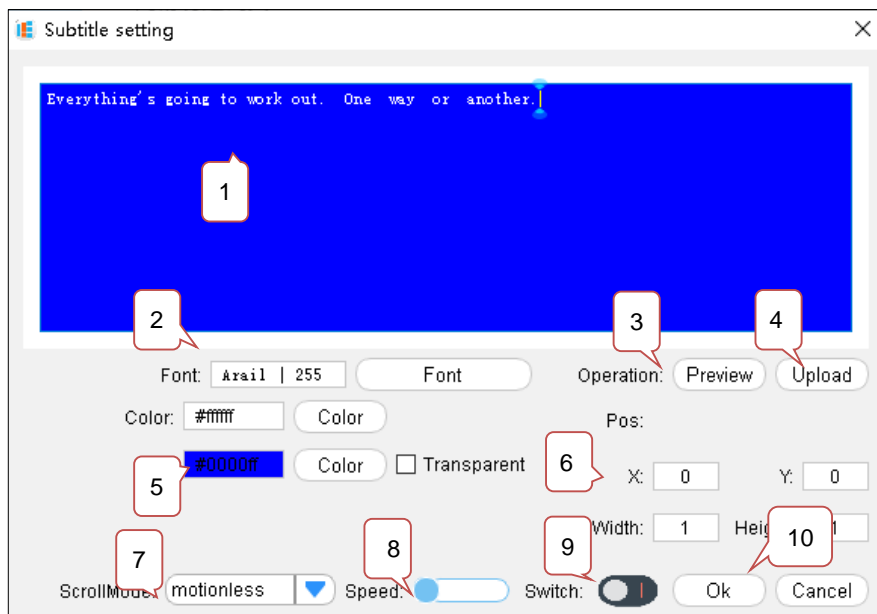 Subtitle setting
Everything's going to work out. One way or another.
1
2
3
4
Font: Arail | 255 Font Operation: Preview Upload
Color: #ffffff Color Pos:
5
#0000ff Color Transparent
6
X: 0 Y: 0
Width: 1 1
7
8
9
10
motionless Speed: Switch: Ok Cancel